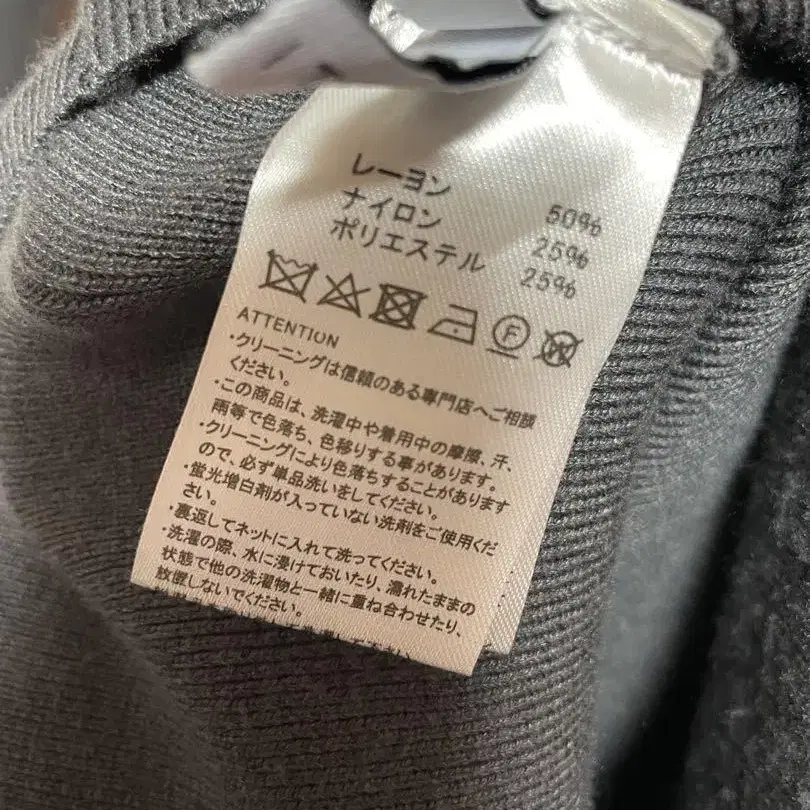 レーヨン 50%
ナイロン 25%
ポリエステル 25%
F
W
ATTENTION
・クリーニングは信頼のある専門店へご相談
ください。
・この商品は、洗濯中や着用中の摩擦、汗、
雨等で色落ち、色移りする事があります。
・クリーニングにより色落ちすることがあります
ので、必ず単品洗いをしてください。
・蛍光増白剤が入っていない洗剤をご使用くだ
さい。
・裏返してネットに入れて洗ってください。
・洗濯の際、水に浸けておいたり、濡れたままの
状態で他の洗濯物と一緒に重ね合わせたり、
放置しないでください。